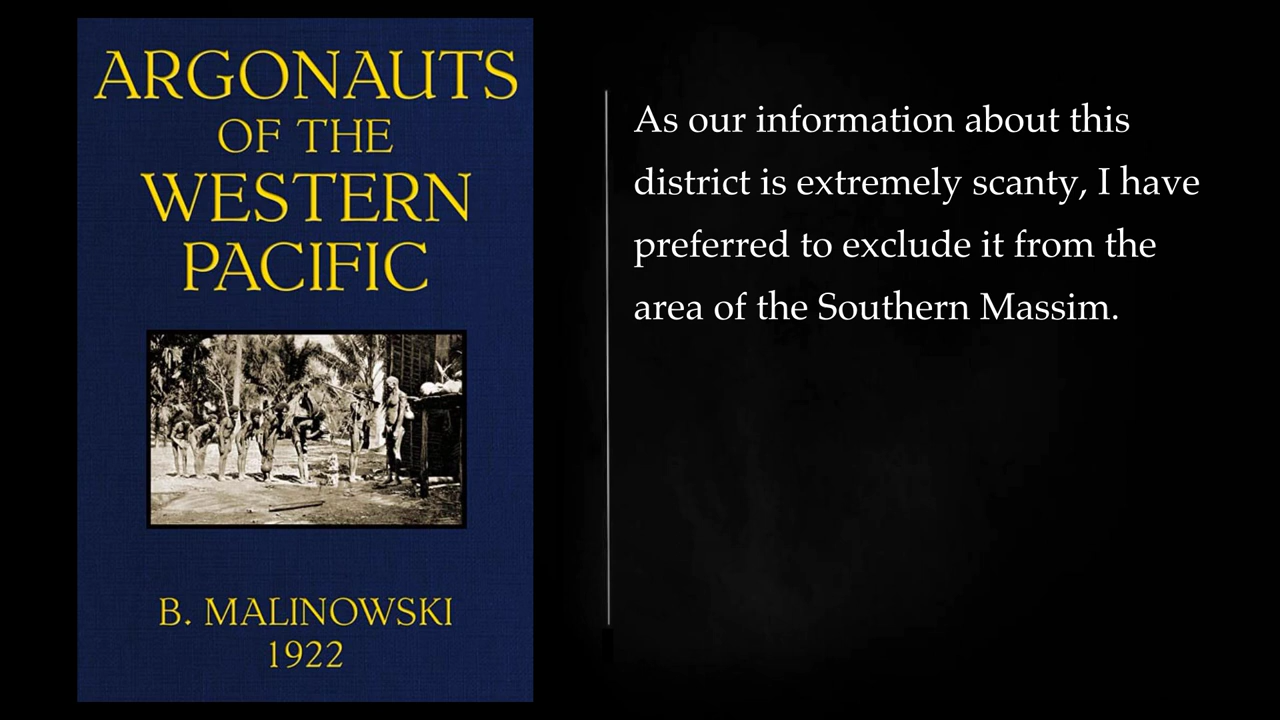 ARGONAUTS
OF THE
WESTERN
PACIFIC
B. MALINOWSKI
1922
As our information about this
district is extremely scanty, I have
preferred to exclude it from the
area of the Southern Massim.